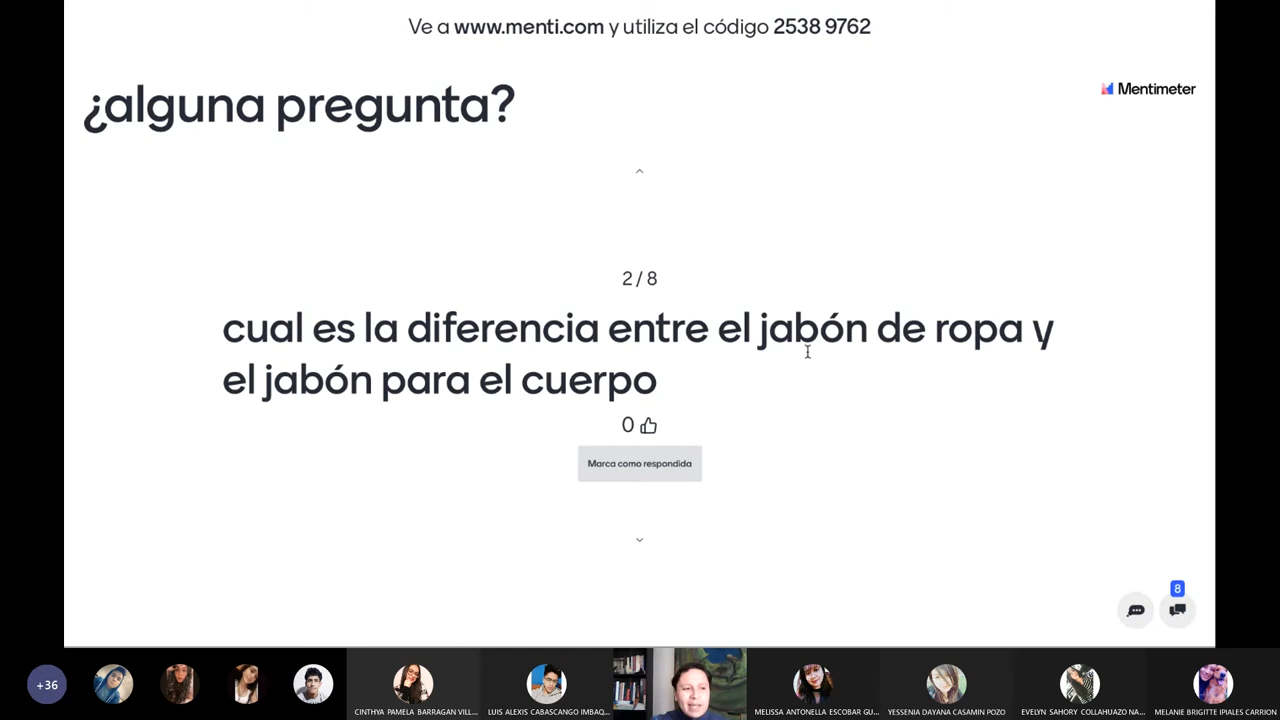 Ve a www.menti.com y utiliza el código 2538 9762
¿alguna pregunta?
Mentimeter
2 / 8
cual es la diferencia entre el jabón de ropa y
el jabón para el cuerpo
0
Marca como respondida
8
+36
CINTHYA PAMELA BARRAGAN VILL...
LUIS ALEXIS CABASCANGO IMBAQ...
MELISSA ANTONELLA ESCOBAR GU...
YESSENIA DAYANA CASAMIN POZO
EVELYN SAHORY COLLAHUAZO NA...
MELANIE BRIGITTE IPIALES CARRION